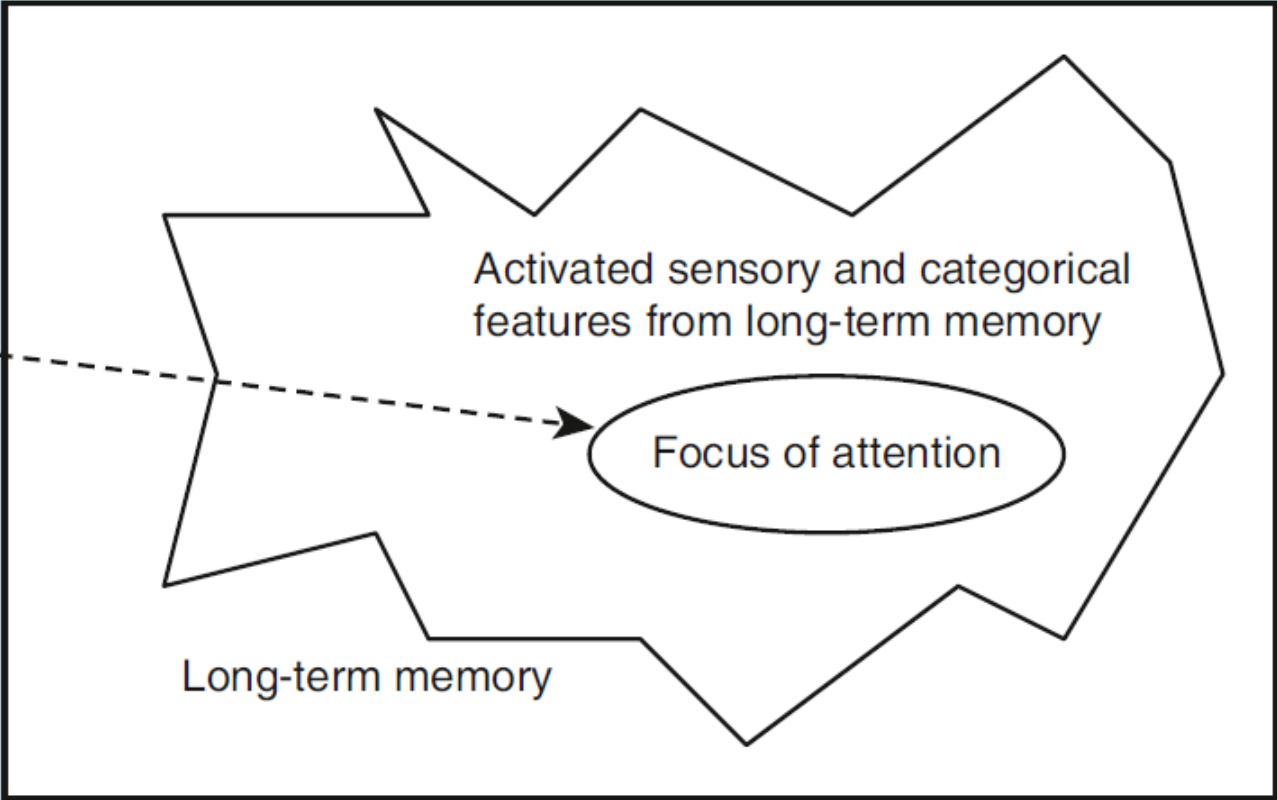 Activated sensory and categorical
features from long-term memory
Focus of attention
Long-term memory